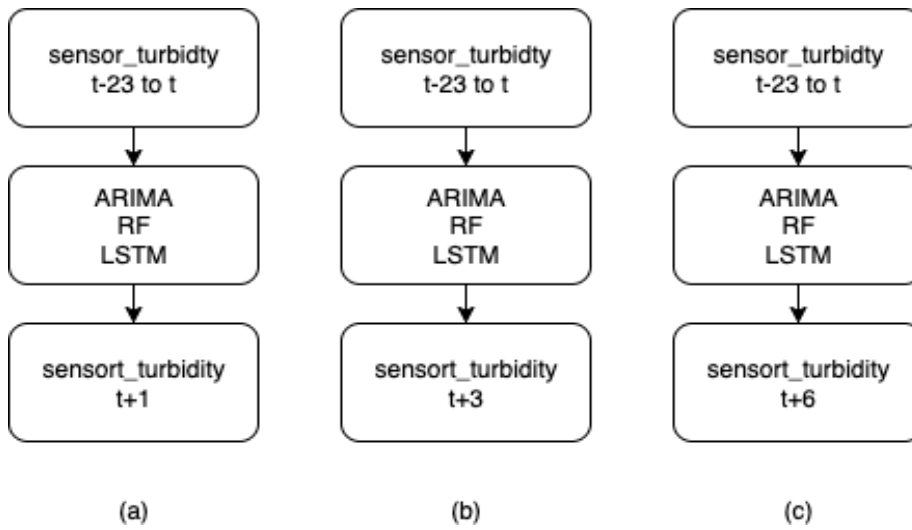 sensor_turbidty
t-23 to t
ARIMA
RF
LSTM
sensort_turbidity
t+1
(a)
sensor_turbidty
t-23 to t
ARIMA
RF
LSTM
sensort_turbidity
t+3
(b)
sensor_turbidty
t-23 to t
ARIMA
RF
LSTM
sensort_turbidity
t+6
(c)